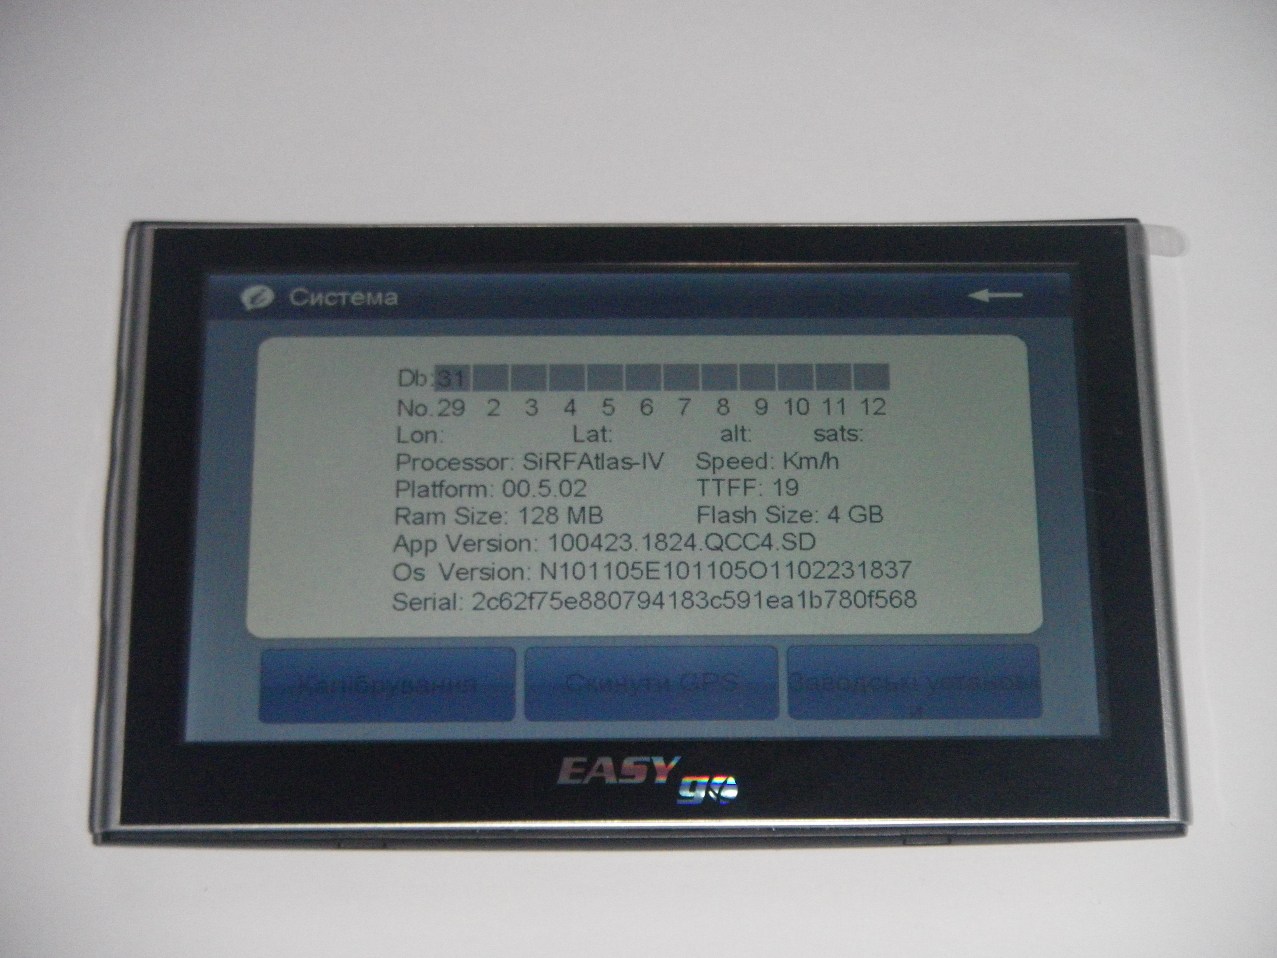 Система
Db: 31
No. 29 2 3 4 5 6 7 8 9 10 11 12
Lon: Lat: alt: sats:
Processor: SiRFAtlas-IV Speed: Km/h
Platform: 00.5.02 TTFF: 19
Ram Size: 128 MB Flash Size: 4 GB
App Version: 100423.1824.QCC4.SD
Os Version: N101105E101105O1102231837
Serial: 2c62f75e880794183c591ea1b780f568
Калібрування Скинути GPS Заводські установк
и
EASY go